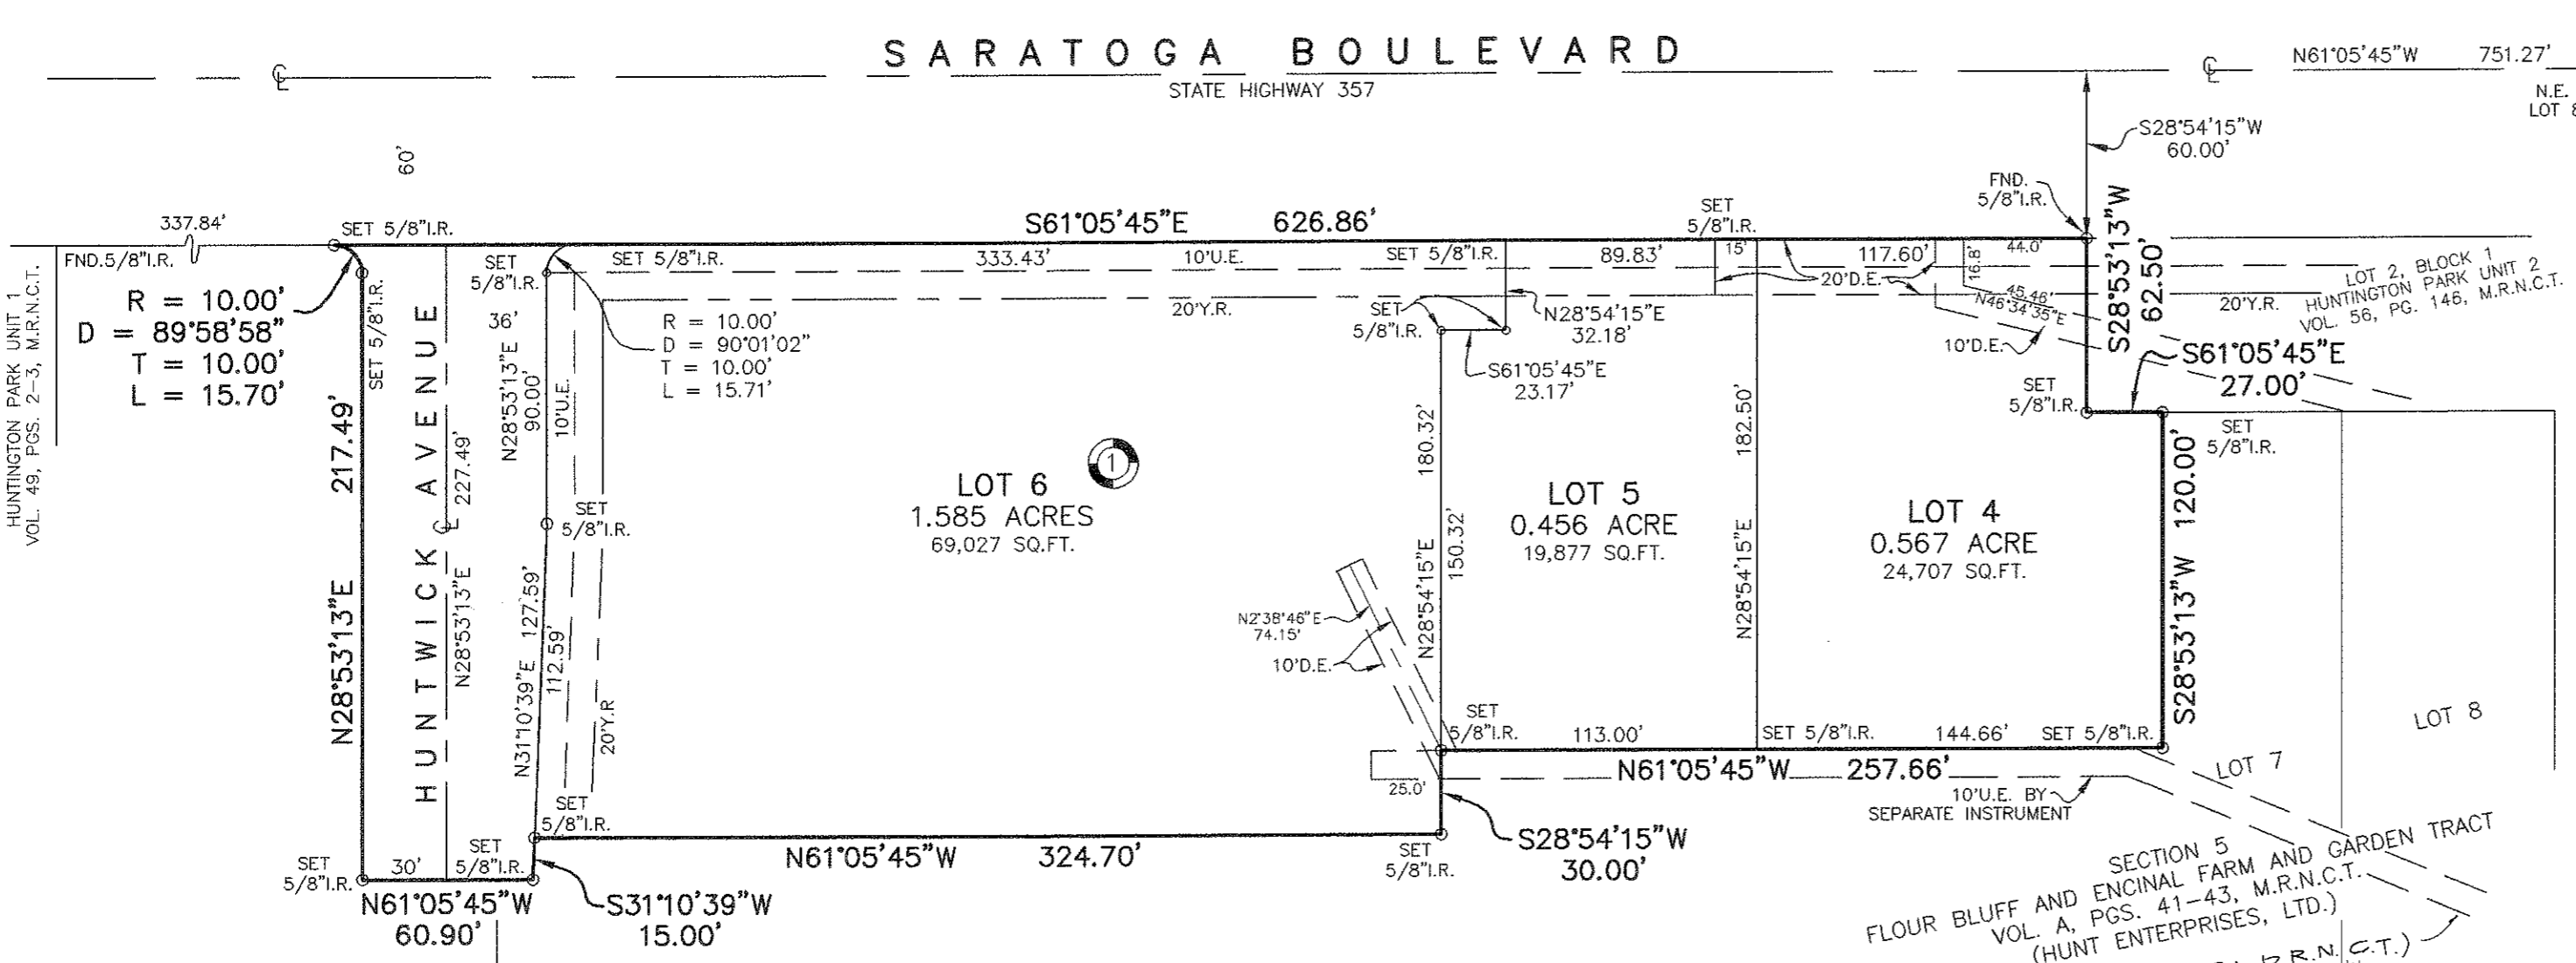 SARATOGA BOULEVARD
STATE HIGHWAY 357
N61°05'45"W 751.27'
N.E.
LOT 8
S28°54'15"W
60.00'
60'
337.84'
SET 5/8"I.R.
S61°05'45"E 626.86'
SET
5/8"I.R.
FND.
5/8"I.R.
FND.5/8"I.R.
SET
5/8"I.R.
SET 5/8"I.R.
333.43'
10'U.E.
SET 5/8"I.R.
89.83'
15'
117.60'
16.8'
44.0'
20'D.E.
S28°53'13"W
62.50'
LOT 2, BLOCK 1
HUNTINGTON PARK UNIT 2
VOL. 56, PG. 146, M.R.N.C.T.
20'Y.R.
45.46'
N46°34'35"E
10'D.E.
HUNTINGTON PARK UNIT 1
VOL. 49, PGS. 2-3, M.R.N.C.T.
R = 10.00'
D = 89°58'58"
T = 10.00'
L = 15.70'
SET 5/8"I.R.
36'
R = 10.00'
D = 90°01'02"
T = 10.00'
L = 15.71'
20'Y.R.
SET
5/8"I.R.
N28°54'15"E
32.18'
S61°05'45"E
23.17'
S61°05'45"E
27.00'
SET
5/8"I.R.
SET
5/8"I.R.
N28°53'13"E 217.49'
HUNTWICK AVENUE
N28°53'13"E 227.49'
℄
N28°53'13"E
90.00'
10'U.E.
SET
5/8"I.R.
N31°10'39"E 127.59'
112.59'
20'Y.R
1
LOT 6
1.585 ACRES
69,027 SQ.FT.
180.32'
N28°54'15"E
150.32'
LOT 5
0.456 ACRE
19,877 SQ.FT.
182.50'
N28°54'15"E
LOT 4
0.567 ACRE
24,707 SQ.FT.
S28°53'13"W 120.00'
N2°38'46"E
74.15'
10'D.E.
SET
5/8"I.R.
113.00'
SET 5/8"I.R.
144.66'
SET 5/8"I.R.
N61°05'45"W 257.66'
25.0'
10'U.E. BY
SEPARATE INSTRUMENT
LOT 7
LOT 8
SET
5/8"I.R.
N61°05'45"W 324.70'
SET
5/8"I.R.
S28°54'15"W
30.00'
SET
5/8"I.R.
30'
SET
5/8"I.R.
N61°05'45"W
60.90'
S31°10'39"W
15.00'
SECTION 5
FLOUR BLUFF AND ENCINAL FARM AND GARDEN TRACT
VOL. A, PGS. 41-43, M.R.N.C.T.
(HUNT ENTERPRISES, LTD.)
R.N.C.T.)